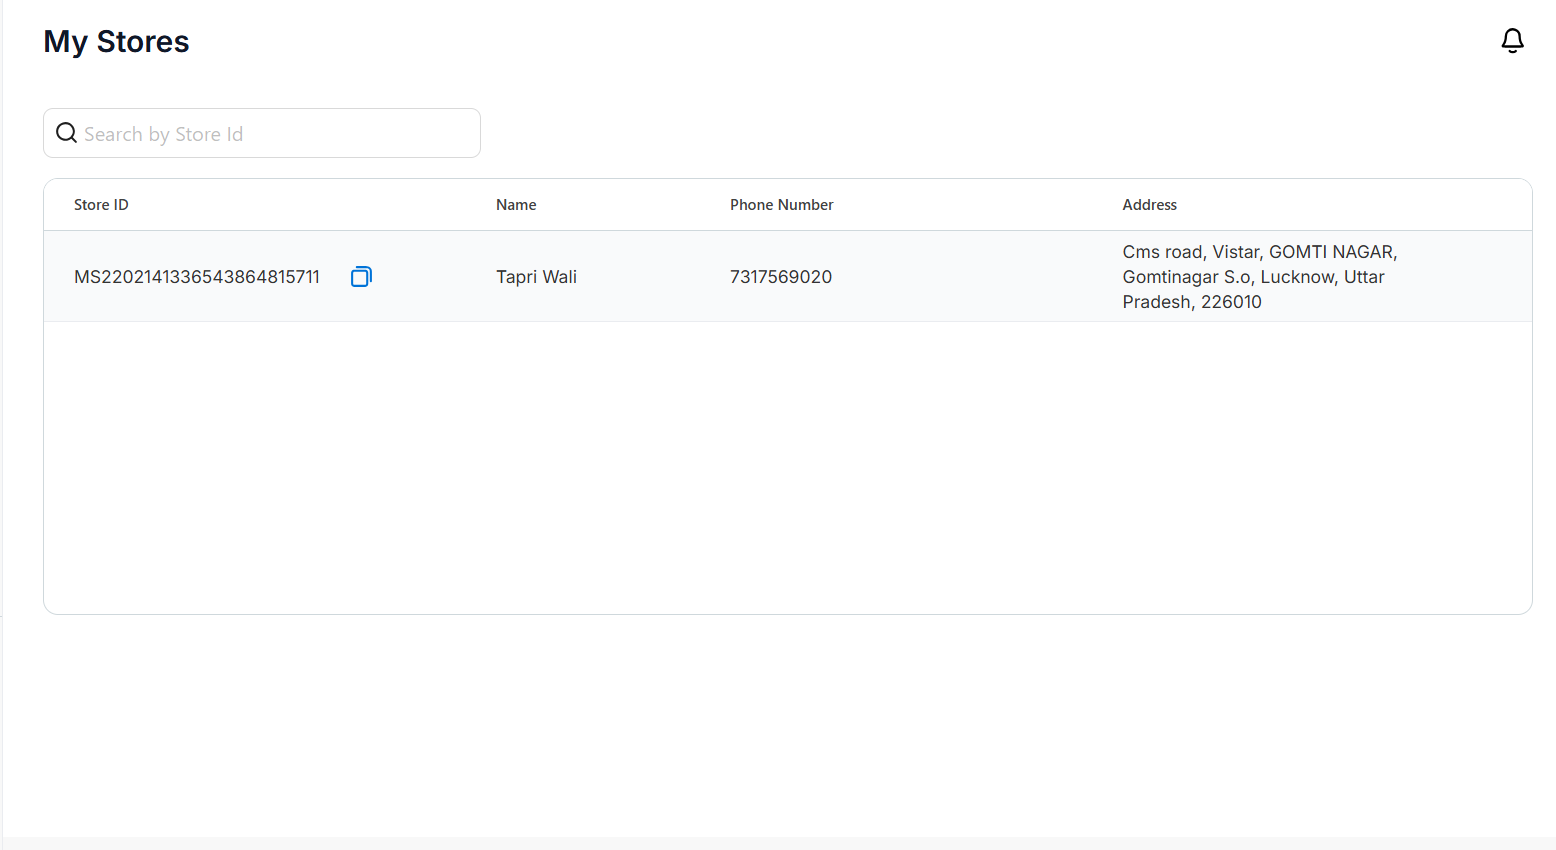 My Stores
Search by Store Id
Store ID Name Phone Number Address
MS2202141336543864815711 Tapri Wali 7317569020
Cms road, Vistar, GOMTI NAGAR,
Gomtinagar S.o, Lucknow, Uttar
Pradesh, 226010